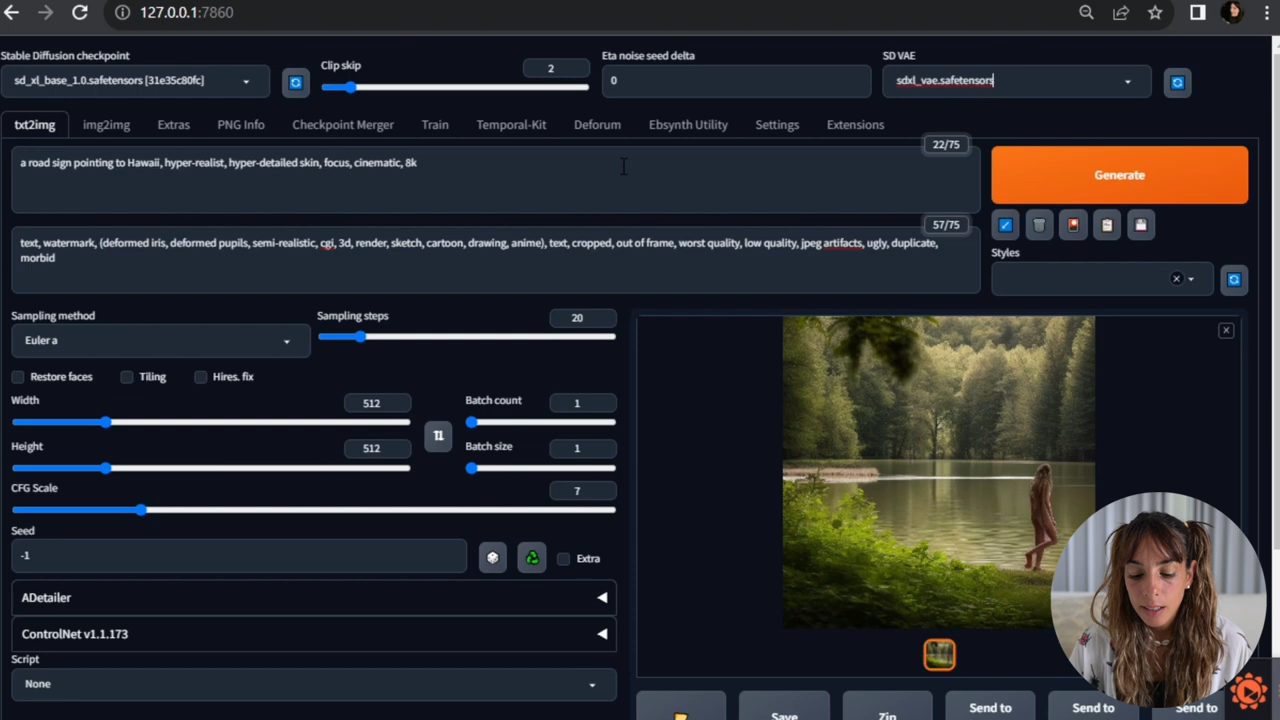 127.0.0.1:7860
Stable Diffusion checkpoint
sd_xl_base_1.0.safetensors [31e35c80fc]
Clip skip
2
Eta noise seed delta
0
SD VAE
sdxl_vae.safetensors
txt2img
img2img
Extras
PNG Info
Checkpoint Merger
Train
Temporal-Kit
Deforum
Ebsynth Utility
Settings
Extensions
22/75
a road sign pointing to Hawaii, hyper-realist, hyper-detailed skin, focus, cinematic, 8k
Generate
57/75
text, watermark, (deformed iris, deformed pupils, semi-realistic, cgi, 3d, render, sketch, cartoon, drawing, anime), text, cropped, out of frame, worst quality, low quality, jpeg artifacts, ugly, duplicate,
morbid
Styles
Sampling method
Euler a
Sampling steps
20
Restore faces
Tiling
Hires. fix
Width
512
Batch count
1
Height
512
Batch size
1
CFG Scale
7
Seed
-1
Extra
ADetailer
ControlNet v1.1.173
Script
None
Save
Zip
Send to
Send to
Send to